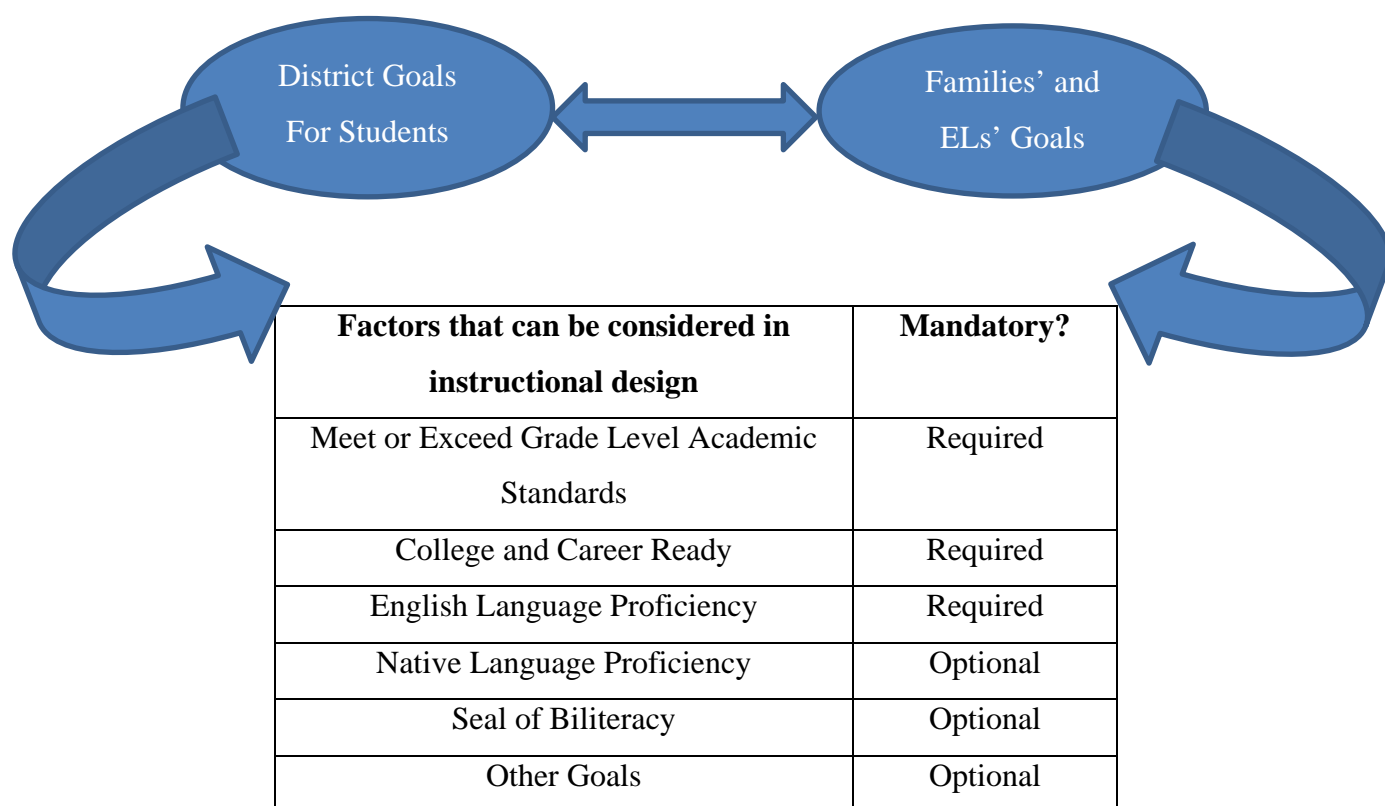 District Goals
For Students
Families’ and
ELs’ Goals
Factors that can be considered in
instructional design
Mandatory?
Meet or Exceed Grade Level Academic
Standards
Required
College and Career Ready
Required
English Language Proficiency
Required
Native Language Proficiency
Optional
Seal of Biliteracy
Optional
Other Goals
Optional